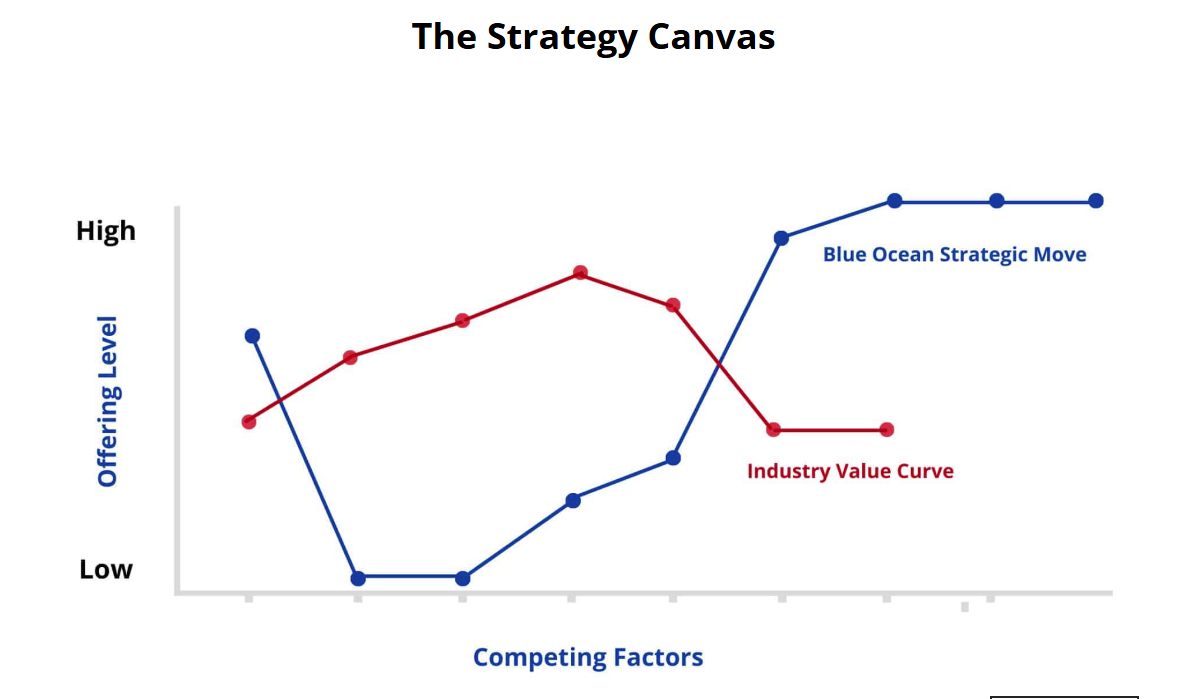 The Strategy Canvas
High
Blue Ocean Strategic Move
Offering Level
Industry Value Curve
Low
Competing Factors